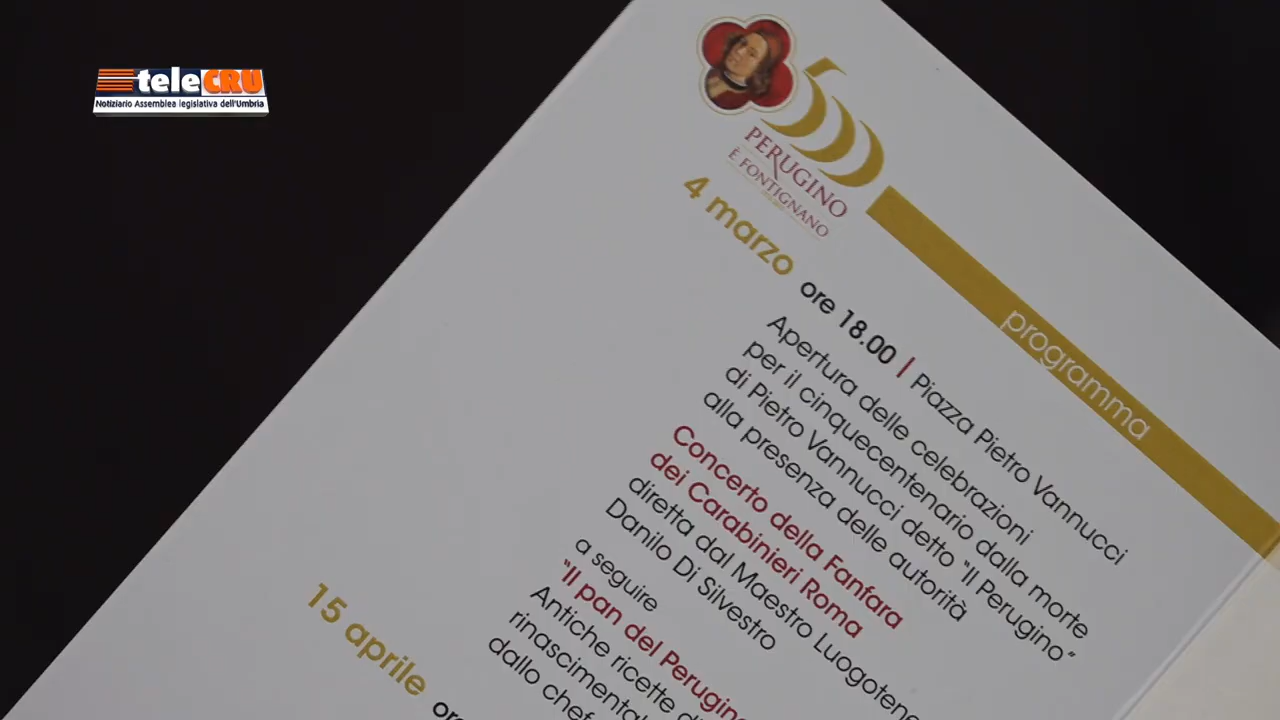 teleCRU
Notiziario Assemblea legislativa dell'Umbria
PERUGINO
È FONTIGNANO
programma
4 marzo
ore 18.00 | Piazza Pietro Vannucci
Apertura delle celebrazioni
per il cinquecentenario dalla morte
di Pietro Vannucci detto "Il Perugino"
alla presenza delle autorità
Concerto della Fanfara
dei Carabinieri Roma
diretta dal Maestro Luogotene
Danilo Di Silvestro
a seguire
"Il pan del Perugino
Antiche ricette d
rinascimental
dallo chef
15 aprile
ore